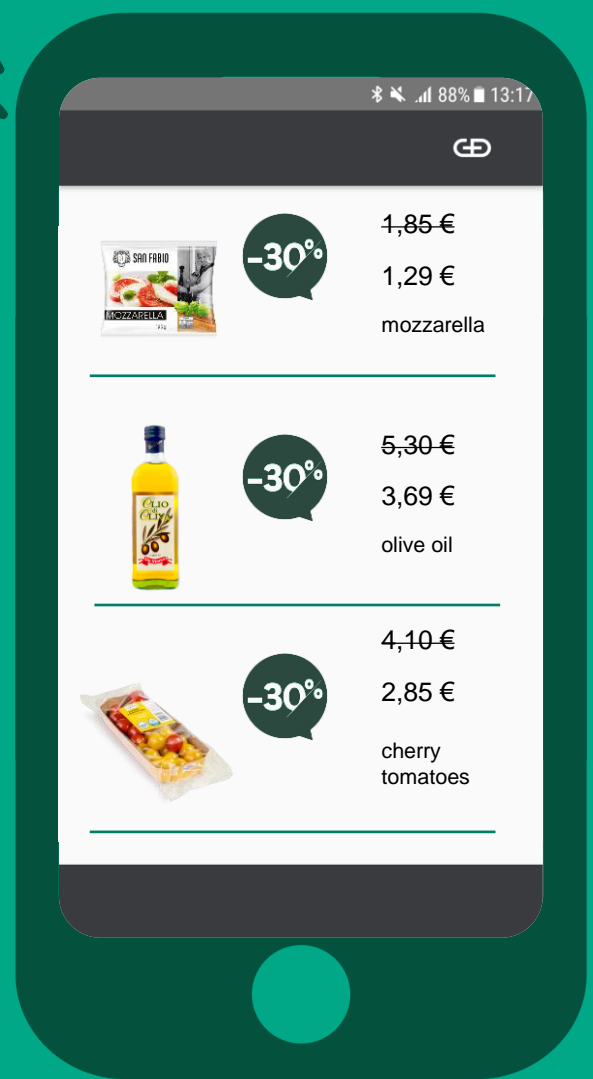 88% 13:17
SAN FABIO
MOZZARELLA
-30%
1,85 €
1,29 €
mozzarella
OLIO
di
-30%
5,30 €
3,69 €
olive oil
-30%
4,10 €
2,85 €
cherry
tomatoes